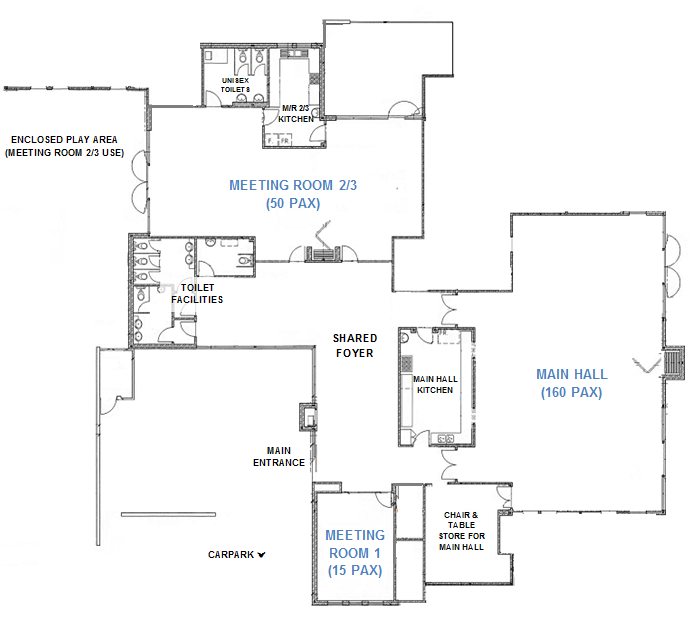 UNISEX
TOILETS
M/R 2/3
KITCHEN
F
FR
ENCLOSED PLAY AREA
(MEETING ROOM 2/3 USE)
MEETING ROOM 2/3
(50 PAX)
TOILET
FACILITIES
SHARED
FOYER
MAIN HALL
KITCHEN
MAIN HALL
(160 PAX)
MAIN
ENTRANCE
CHAIR &
TABLE
STORE FOR
MAIN HALL
MEETING
ROOM 1
(15 PAX)
CARPARK